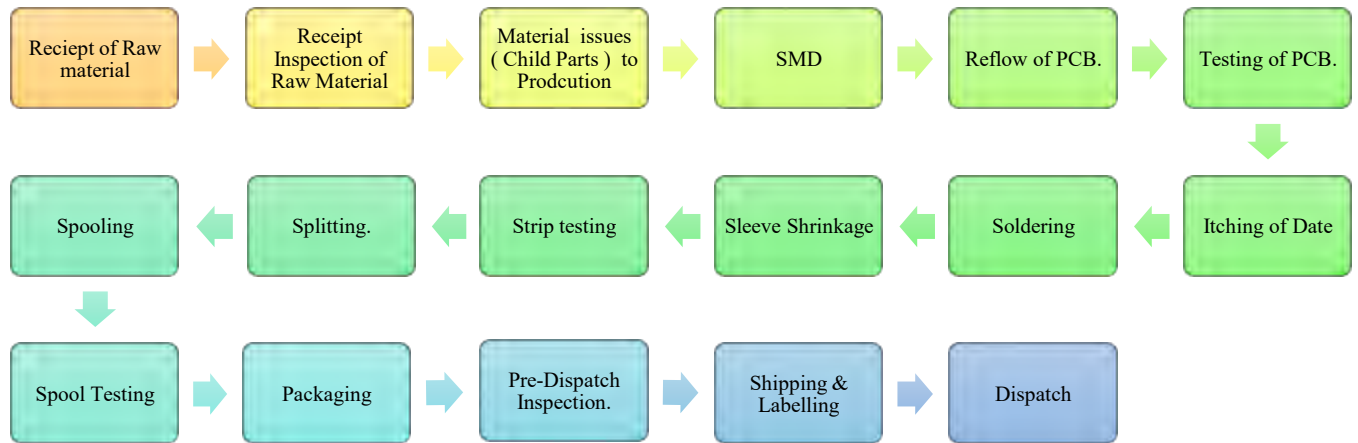 Reciept of Raw
material
Receipt
Inspection of
Raw Material
Material issues
( Child Parts ) to
Prodcution
SMD
Reflow of PCB.
Testing of PCB.
Itching of Date
Soldering
Sleeve Shrinkage
Strip testing
Splitting.
Spooling
Spool Testing
Packaging
Pre-Dispatch
Inspection.
Shipping &
Labelling
Dispatch